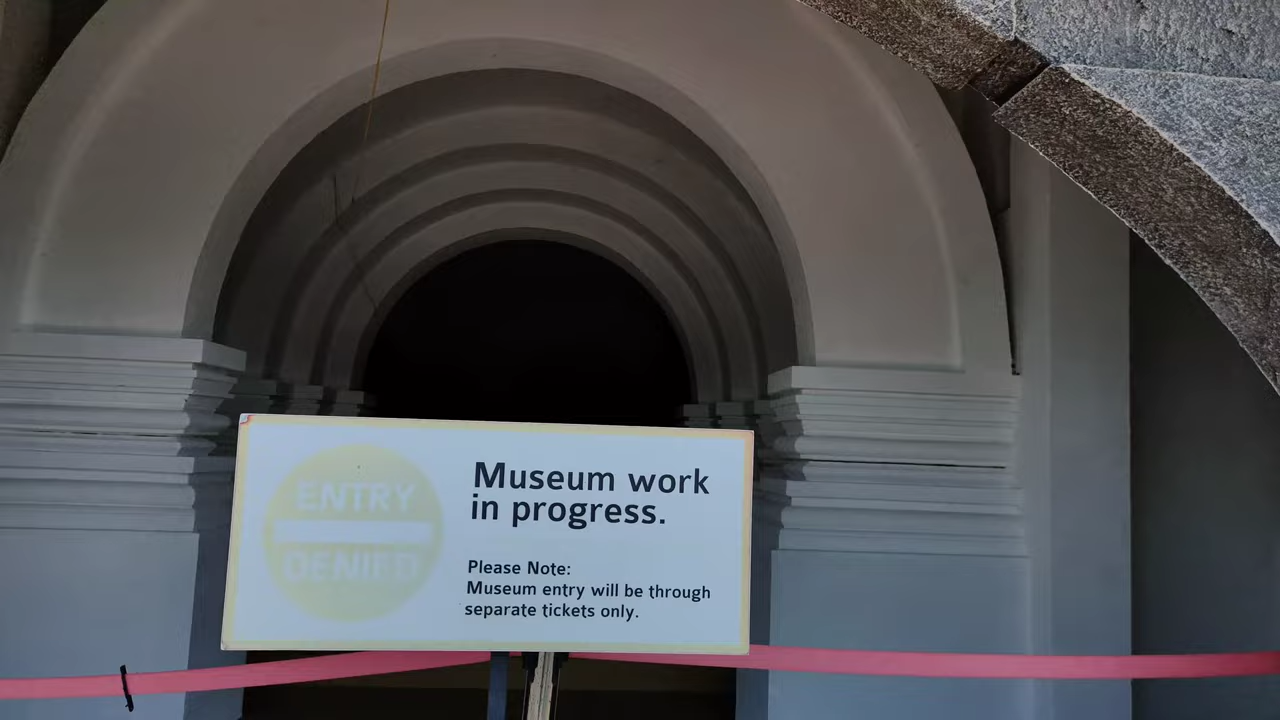 ENTRY
DENIED
Museum work
in progress.
Please Note:
Museum entry will be through
separate tickets only.